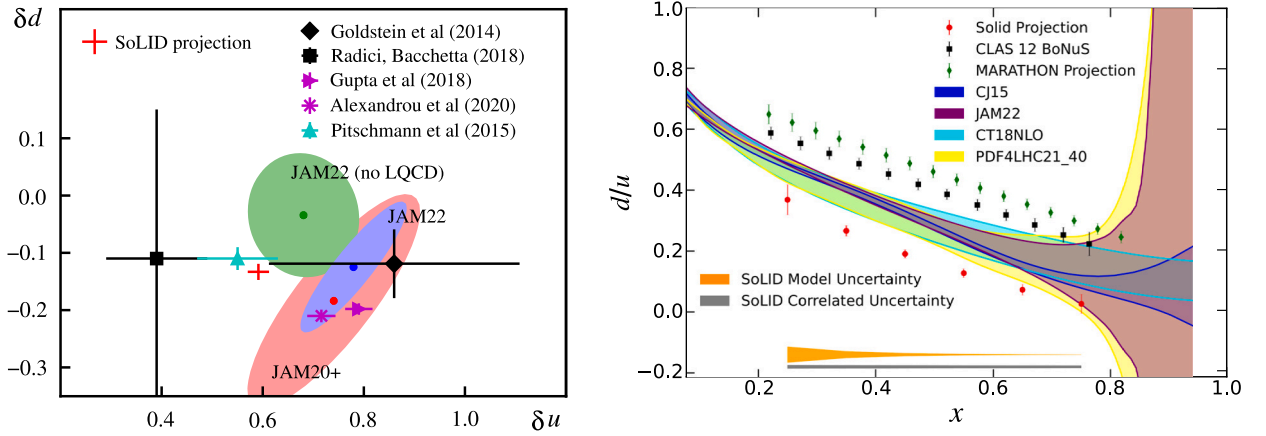 δd
SoLID projection
Goldstein et al (2014)
Radici, Bacchetta (2018)
Gupta et al (2018)
Alexandrou et al (2020)
Pitschmann et al (2015)
0.1
0.0
−0.1
−0.2
−0.3
JAM22 (no LQCD)
JAM22
JAM20+
0.4
0.6
0.8
1.0
δu
1.0
0.8
0.6
0.4
0.2
0.0
−0.2
d/u
Solid Projection
CLAS 12 BoNuS
MARATHON Projection
CJ15
JAM22
CT18NLO
PDF4LHC21_40
SoLID Model Uncertainty
SoLID Correlated Uncertainty
0.2
0.4
0.6
0.8
1.0
x